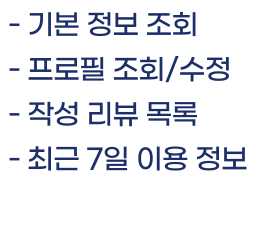 - 기본 정보 조회
- 프로필 조회/수정
- 작성 리뷰 목록
- 최근 7일 이용 정보